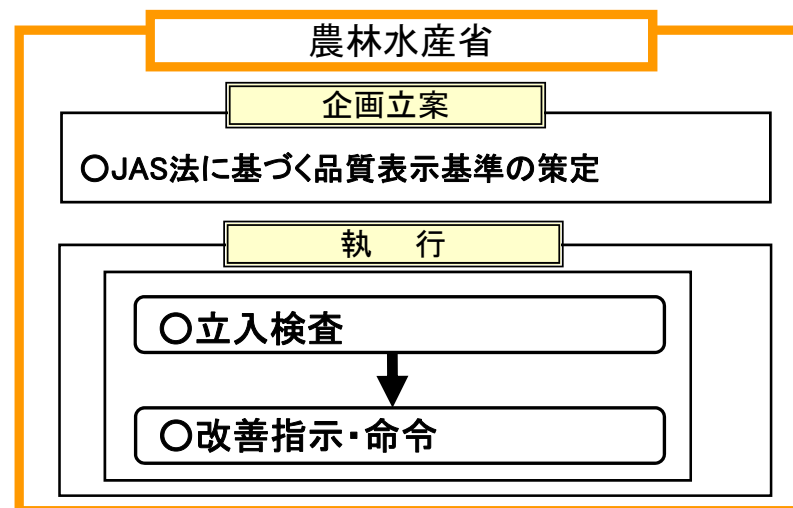 農林水産省
企画立案
○JAS法に基づく品質表示基準の策定
執　行
○立入検査
○改善指示・命令